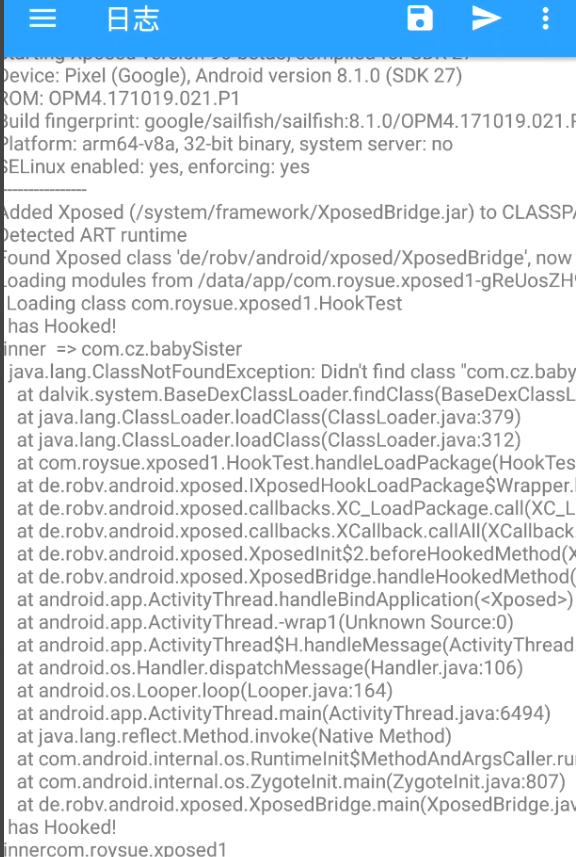 日志
Device: Pixel (Google), Android version 8.1.0 (SDK 27)
ROM: OPM4.171019.021.P1
Build fingerprint: google/sailfish/sailfish:8.1.0/OPM4.171019.021.P
Platform: arm64-v8a, 32-bit binary, system server: no
SELinux enabled: yes, enforcing: yes
-----------------
Added Xposed (/system/framework/XposedBridge.jar) to CLASSPA
Detected ART runtime
Found Xposed class 'de/robv/android/xposed/XposedBridge', now
Loading modules from /data/app/com.roysue.xposed1-gReUosZH
Loading class com.roysue.xposed1.HookTest
has Hooked!
inner => com.cz.babySister
java.lang.ClassNotFoundException: Didn't find class "com.cz.baby
at dalvik.system.BaseDexClassLoader.findClass(BaseDexClassL
at java.lang.ClassLoader.loadClass(ClassLoader.java:379)
at java.lang.ClassLoader.loadClass(ClassLoader.java:312)
at com.roysue.xposed1.HookTest.handleLoadPackage(HookTes
at de.robv.android.xposed.IXposedHookLoadPackage$Wrapper.
at de.robv.android.xposed.callbacks.XC_LoadPackage.call(XC_L
at de.robv.android.xposed.callbacks.XCallback.callAll(XCallback.
at de.robv.android.xposed.XposedInit$2.beforeHookedMethod(X
at de.robv.android.xposed.XposedBridge.handleHookedMethod(
at android.app.ActivityThread.handleBindApplication(<Xposed>)
at android.app.ActivityThread.-wrap1(Unknown Source:0)
at android.app.ActivityThread$H.handleMessage(ActivityThread.
at android.os.Handler.dispatchMessage(Handler.java:106)
at android.os.Looper.loop(Looper.java:164)
at android.app.ActivityThread.main(ActivityThread.java:6494)
at java.lang.reflect.Method.invoke(Native Method)
at com.android.internal.os.RuntimeInit$MethodAndArgsCaller.ru
at com.android.internal.os.ZygoteInit.main(ZygoteInit.java:807)
at de.robv.android.xposed.XposedBridge.main(XposedBridge.jav
has Hooked!
innercom.roysue.xposed1